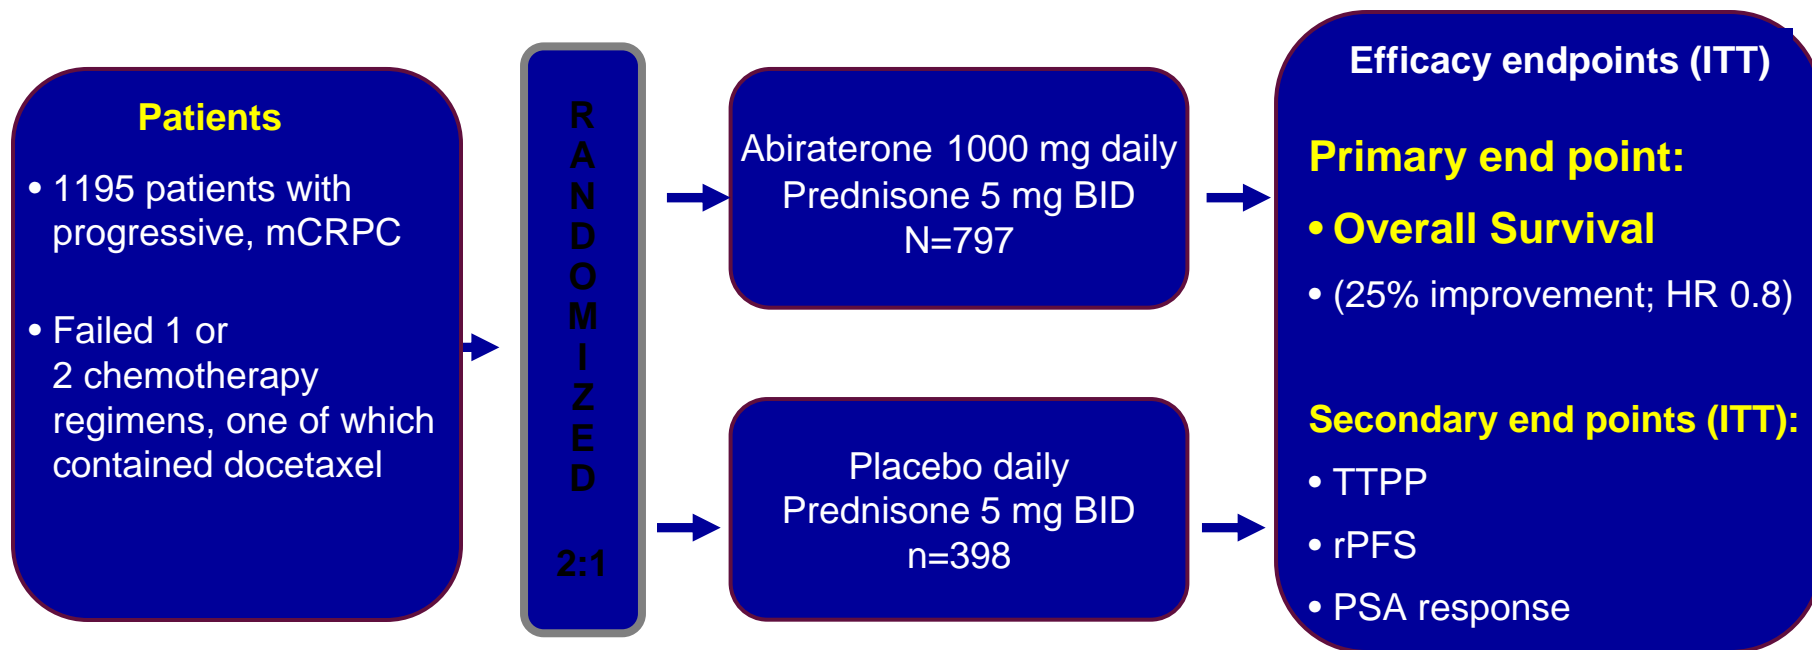 Patients
• 1195 patients with
progressive, mCRPC
• Failed 1 or
2 chemotherapy
regimens, one of which
contained docetaxel
R
A
N
D
O
M
I
Z
E
D
2:1
Abiraterone 1000 mg daily
Prednisone 5 mg BID
N=797
Placebo daily
Prednisone 5 mg BID
n=398
Efficacy endpoints (ITT)
Primary end point:
• Overall Survival
• (25% improvement; HR 0.8)
Secondary end points (ITT):
• TTPP
• rPFS
• PSA response